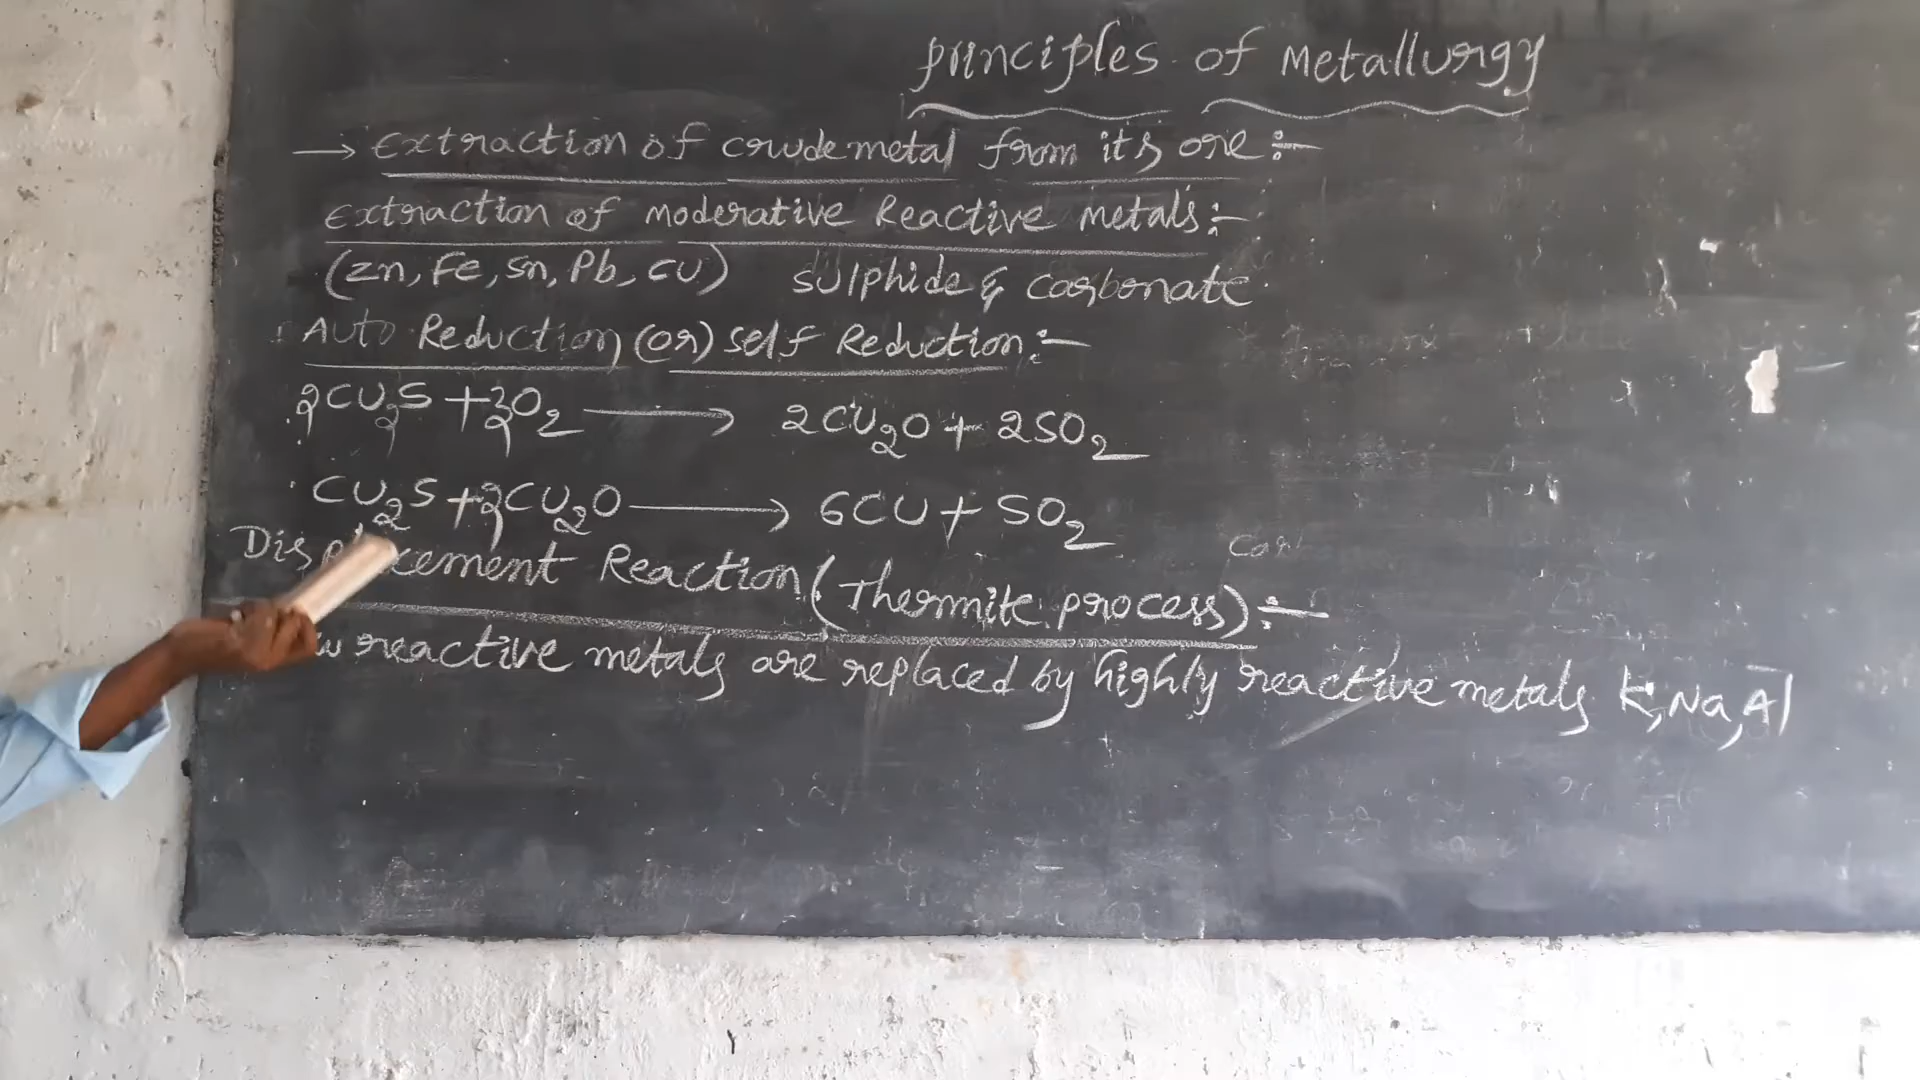 principles of Metallurgy
→ Extraction of crude metal from its ore :-
Extraction of moderative Reactive metals :-
(Zn, Fe, Sn, Pb, Cu) sulphide & carbonate
Auto Reduction (or) self Reduction :-
2Cu₂S + 3O₂ → 2Cu₂O + 2SO₂
Cu₂S + 2Cu₂O → 6Cu + SO₂
Displacement Reaction (Thermite process) :-
reactive metals are replaced by highly reactive metals K, Na, Al